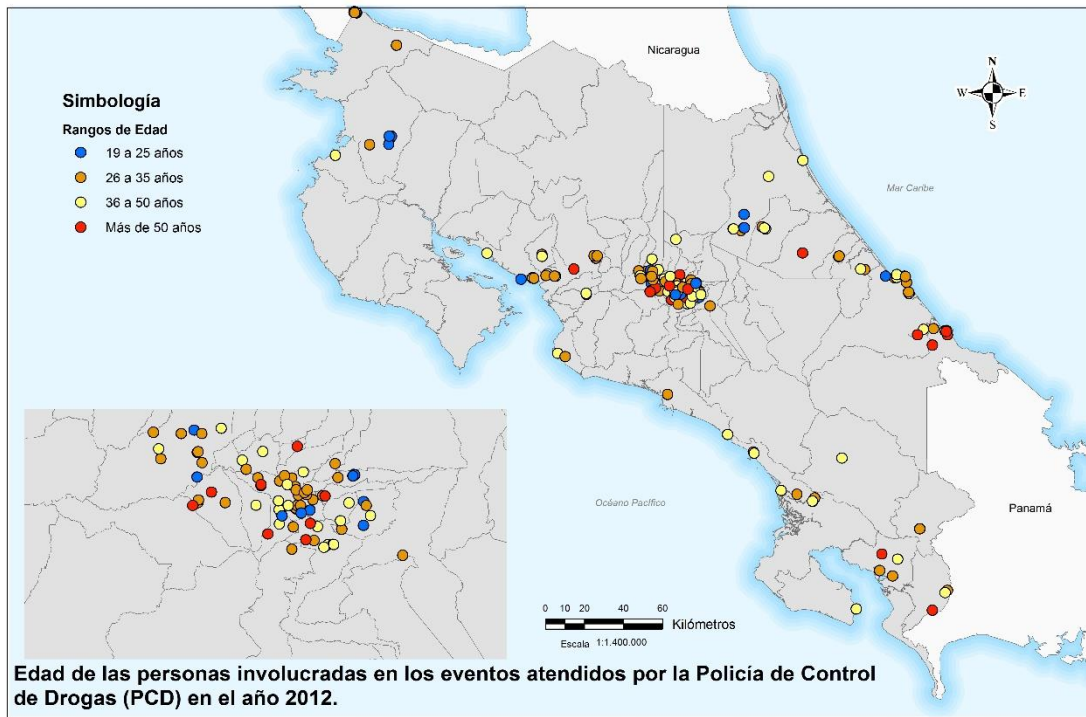 Nicaragua
N
W E
S
Simbología
Rangos de Edad
19 a 25 años
26 a 35 años
36 a 50 años
Más de 50 años
Mar Caribe
Océano Pacífico
Panamá
0 10 20 40 60
Kilómetros
Escala 1:1.400.000
Edad de las personas involucradas en los eventos atendidos por la Policía de Control
de Drogas (PCD) en el año 2012.